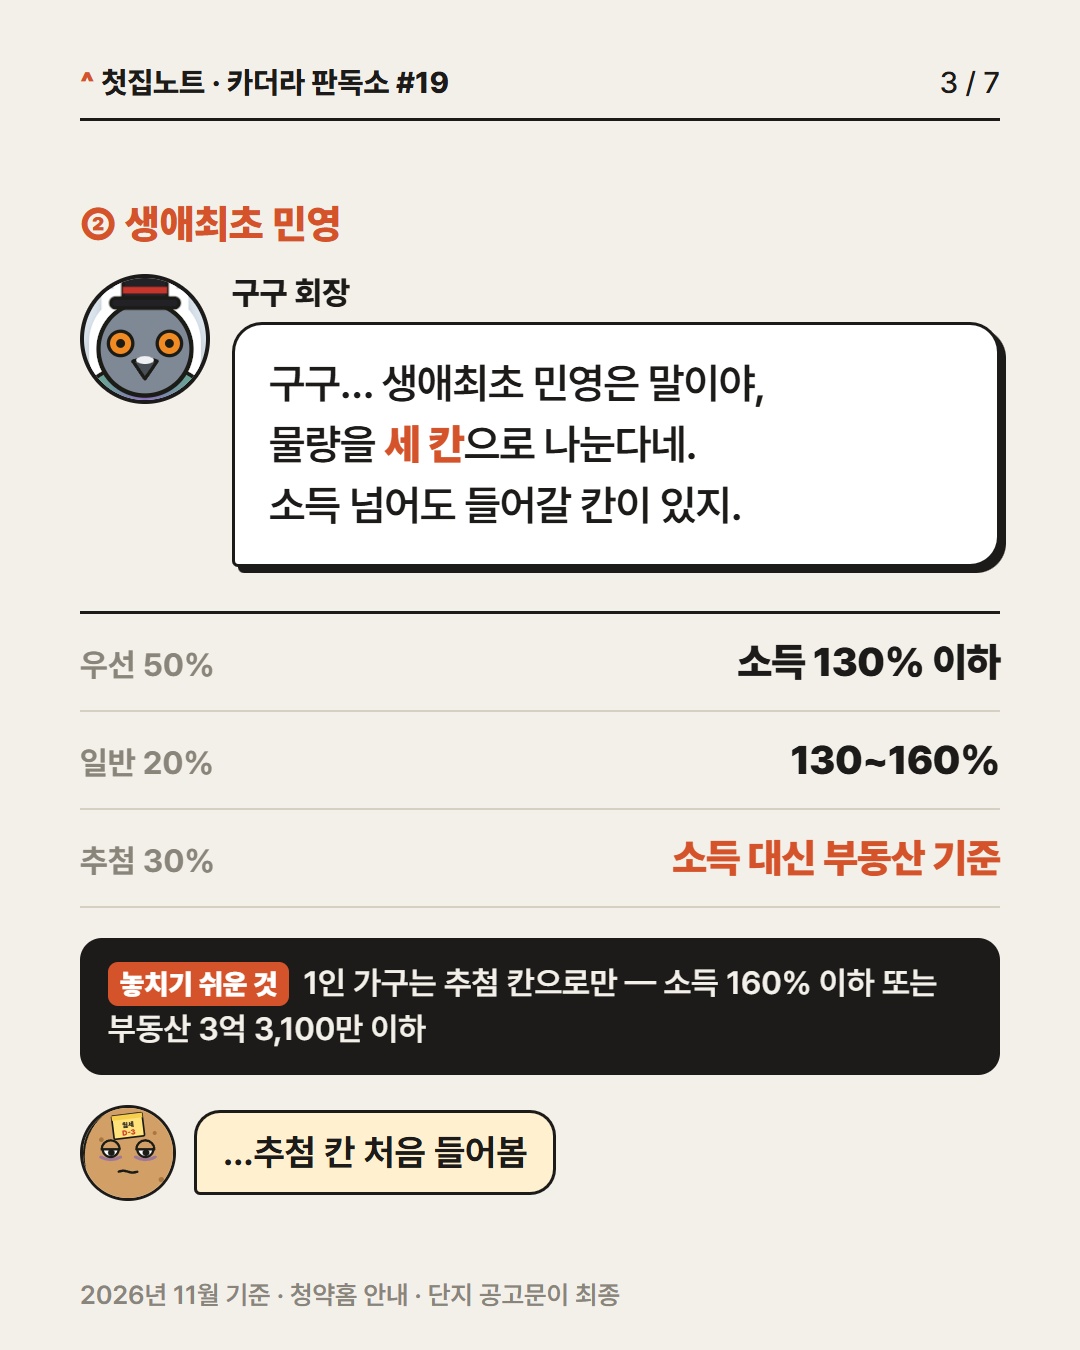 ^ 첫집노트 · 카더라 판독소 #19
3 / 7
② 생애최초 민영
구구 회장
구구... 생애최초 민영은 말이야,
물량을 세 칸으로 나눈다네.
소득 넘어도 들어갈 칸이 있지.
우선 50%
소득 130% 이하
일반 20%
130~160%
추첨 30%
소득 대신 부동산 기준
놓치기 쉬운 것 1인 가구는 추첨 칸으로만 — 소득 160% 이하 또는
부동산 3억 3,100만 이하
월세
D-3
...추첨 칸 처음 들어봄
2026년 11월 기준 · 청약홈 안내 · 단지 공고문이 최종